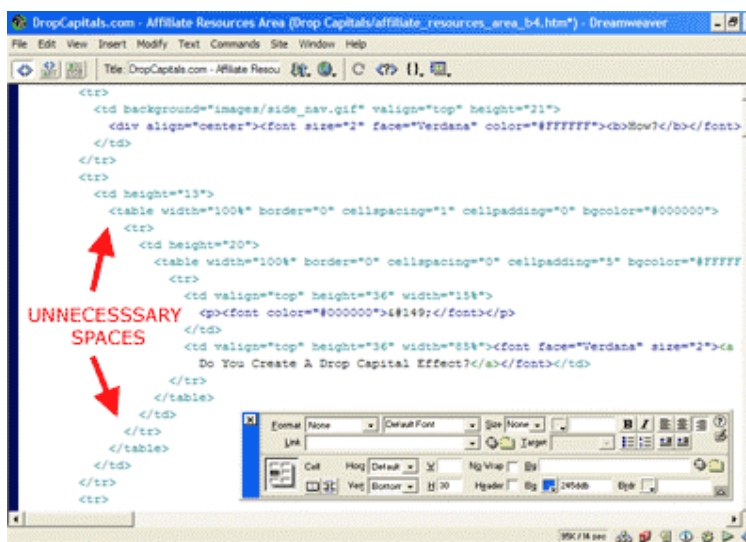 DropCapitals.com - Affiliate Resources Area (Drop Capitals/affiliate_resources_area_b4.htm*) - Dreamweaver
File Edit View Insert Modify Text Commands Site Window Help
Title: DropCapitals.com - Affiliate Resou
<tr>
<td background="images/side_nav.gif" valign="top" height="21">
<div align="center"><font size="2" face="Verdana" color="#FFFFFF"><b>How?</b></font>
</td>
</tr>
<tr>
<td height="13">
<table width="100%" border="0" cellspacing="1" cellpadding="0" bgcolor="#000000">
<tr>
<td height="20">
<table width="100%" border="0" cellspacing="0" cellpadding="5" bgcolor="#FFFFF
<tr>
<td valign="top" height="36" width="15%">
<p><font color="#000000">&#149;</font></p>
</td>
<td valign="top" height="36" width="85%"><font face="Verdana" size="2"><a
Do You Create A Drop Capital Effect?</a></font></td>
</tr>
</table>
</td>
</tr>
</table>
</td>
</tr>
<tr>
UNNECESSSARY
SPACES
Format None Default Font Size None B I
Link Target
Cell Horz Default W No Wrap Bg
Vert Bottom H 30 Header Bg 245ddb Brdr
95K / 14 sec